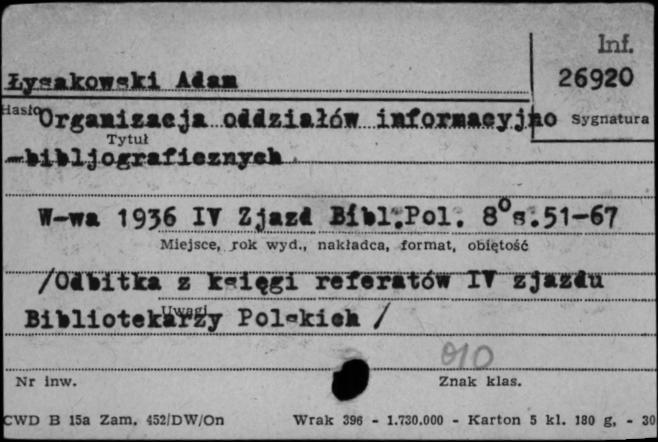 Inf.
Łysakowski Adam
26920
Hasło
Organizacja oddziałów informacyjno
Sygnatura
Tytuł
-bibljograficznych
W-wa 1936 IV Zjazd Bibl.Pol. 8°s.51-67
Miejsce, rok wyd., nakładca, format, objętość
/Odbitka z księgi referatów IV zjazdu
Uwagi
Bibliotekarzy Polskich /
010
Nr inw.
Znak klas.
CWD B 15a Zam. 452/DW/On Wrak 396 - 1.730.000 - Karton 5 kl. 180 g. - 30